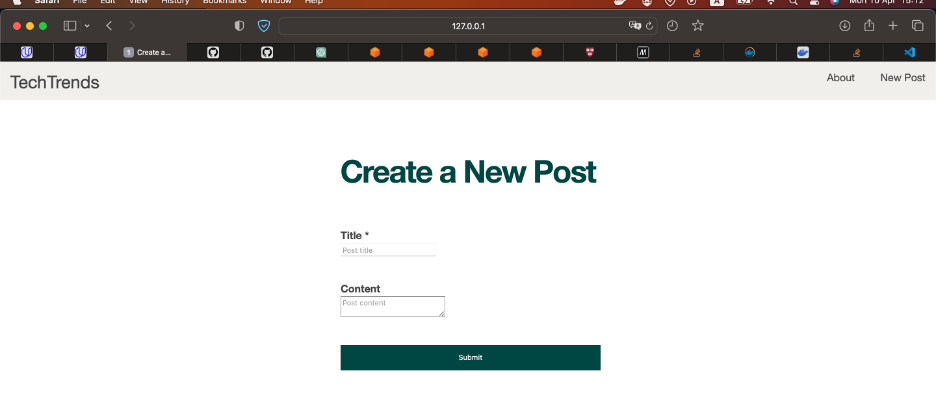 Safari File Edit View History Bookmarks Window Help Mon 10 Apr 15:12
127.0.0.1
1 Create a...
TechTrends About New Post
Create a New Post
Title *
Post title
Content
Post content
Submit